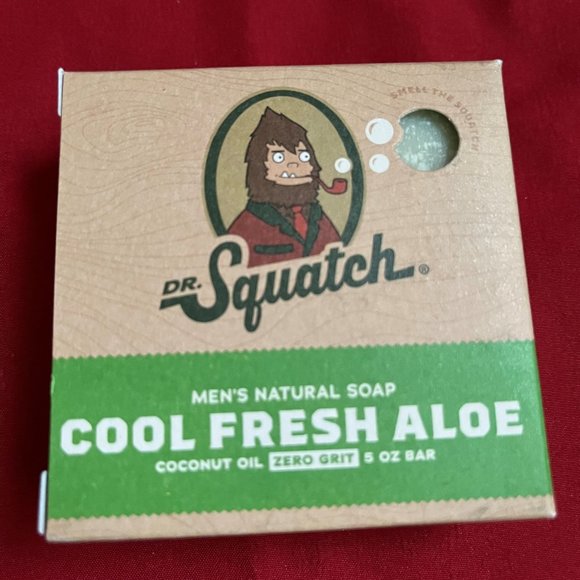 SMELL THE SQUATCH
DR. Squatch®
MEN'S NATURAL SOAP
COOL FRESH ALOE
COCONUT OIL ZERO GRIT 5 OZ BAR